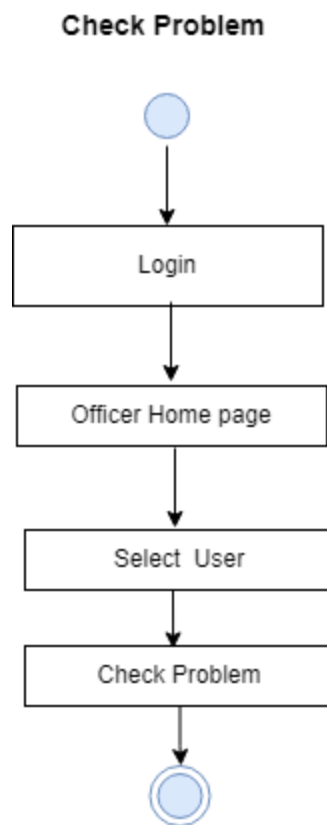 Check Problem
Login
Officer Home page
Select User
Check Problem